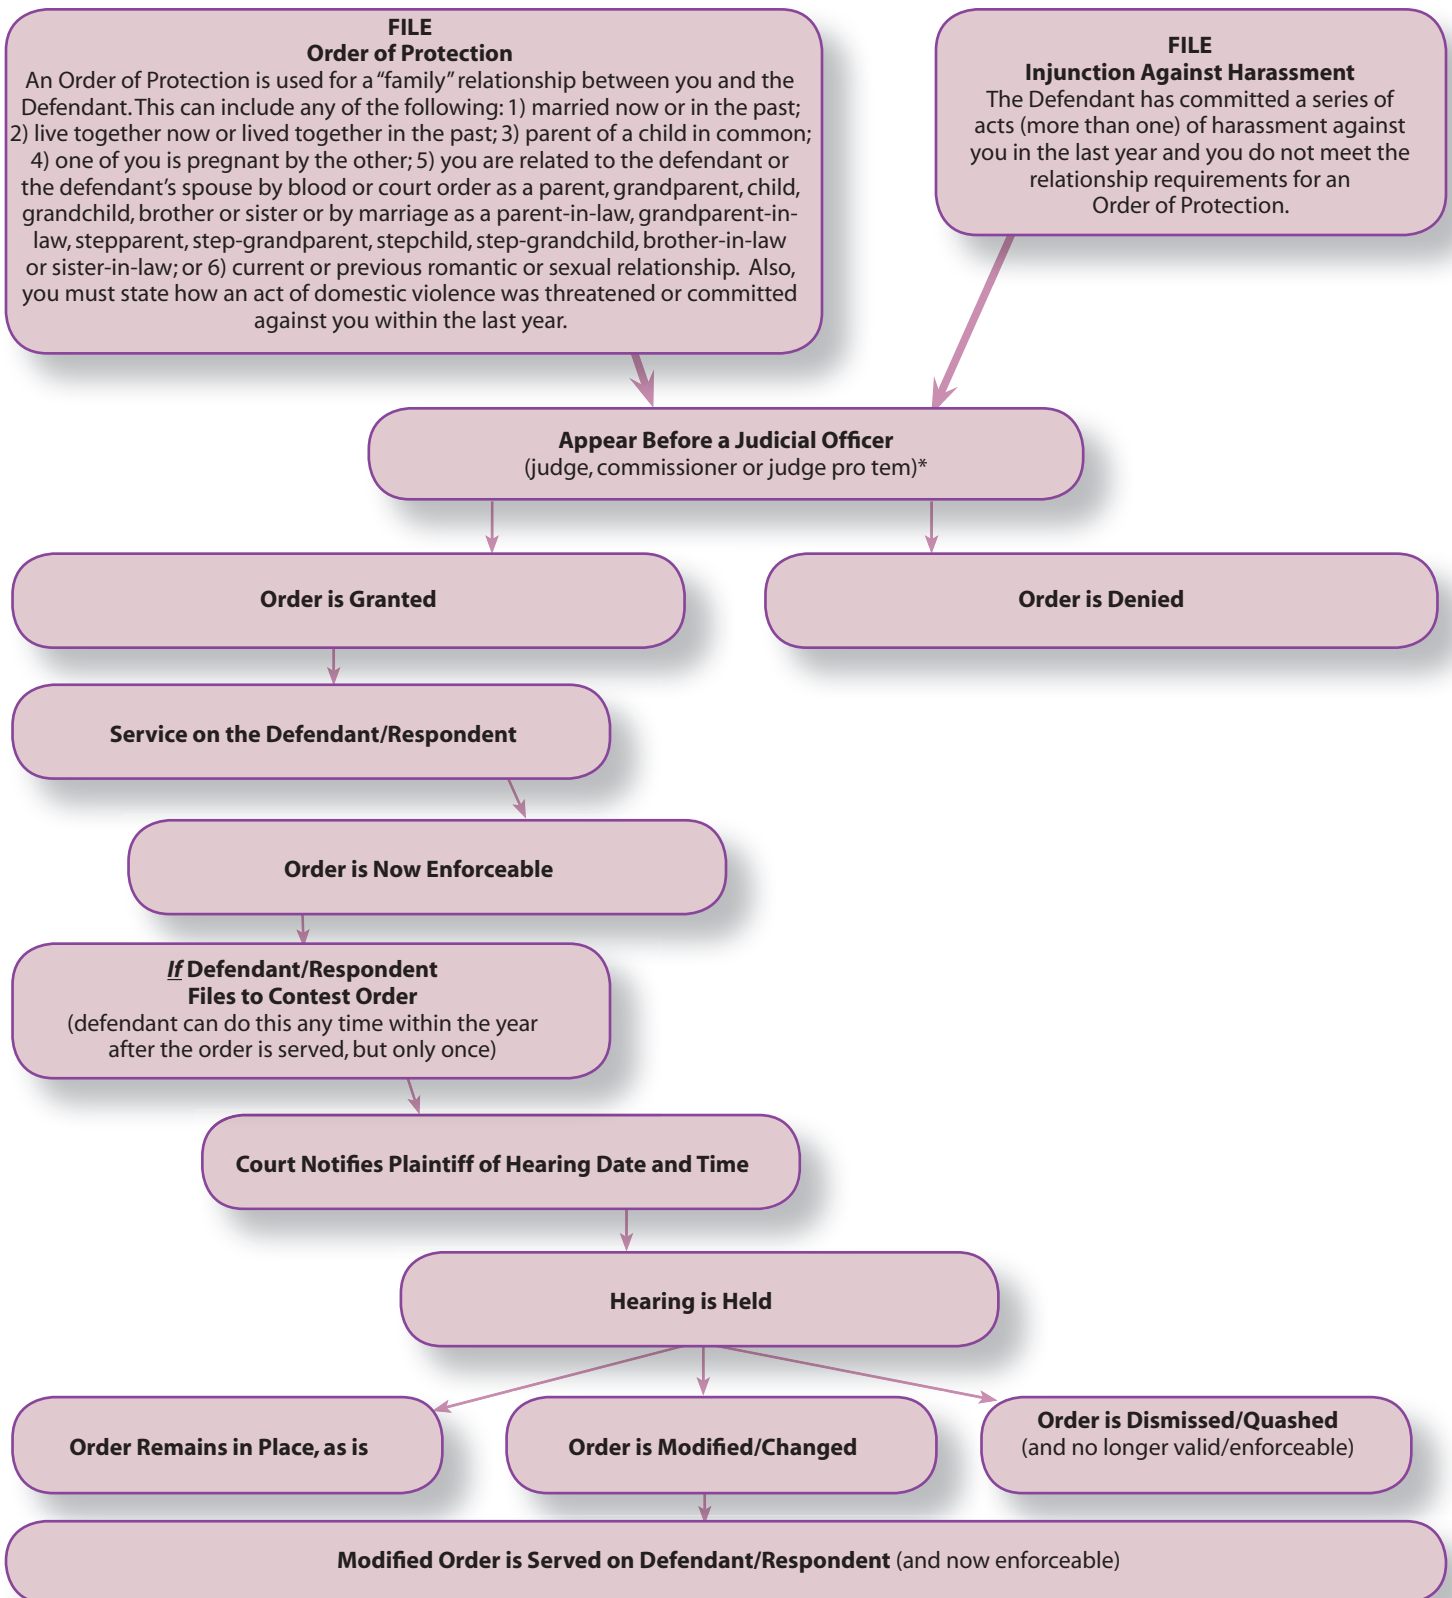 FILE
Order of Protection
An Order of Protection is used for a “family” relationship between you and the
Defendant. This can include any of the following: 1) married now or in the past;
2) live together now or lived together in the past; 3) parent of a child in common;
4) one of you is pregnant by the other; 5) you are related to the defendant or
the defendant’s spouse by blood or court order as a parent, grandparent, child,
grandchild, brother or sister or by marriage as a parent-in-law, grandparent-in-
law, stepparent, step-grandparent, stepchild, step-grandchild, brother-in-law
or sister-in-law; or 6) current or previous romantic or sexual relationship. Also,
you must state how an act of domestic violence was threatened or committed
against you within the last year.
FILE
Injunction Against Harassment
The Defendant has committed a series of
acts (more than one) of harassment against
you in the last year and you do not meet the
relationship requirements for an
Order of Protection.
Appear Before a Judicial Officer
(judge, commissioner or judge pro tem)*
Order is Granted
Order is Denied
Service on the Defendant/Respondent
Order is Now Enforceable
If Defendant/Respondent
Files to Contest Order
(defendant can do this any time within the year
after the order is served, but only once)
Court Notifies Plaintiff of Hearing Date and Time
Hearing is Held
Order Remains in Place, as is
Order is Modified/Changed
Order is Dismissed/Quashed
(and no longer valid/enforceable)
Modified Order is Served on Defendant/Respondent (and now enforceable)